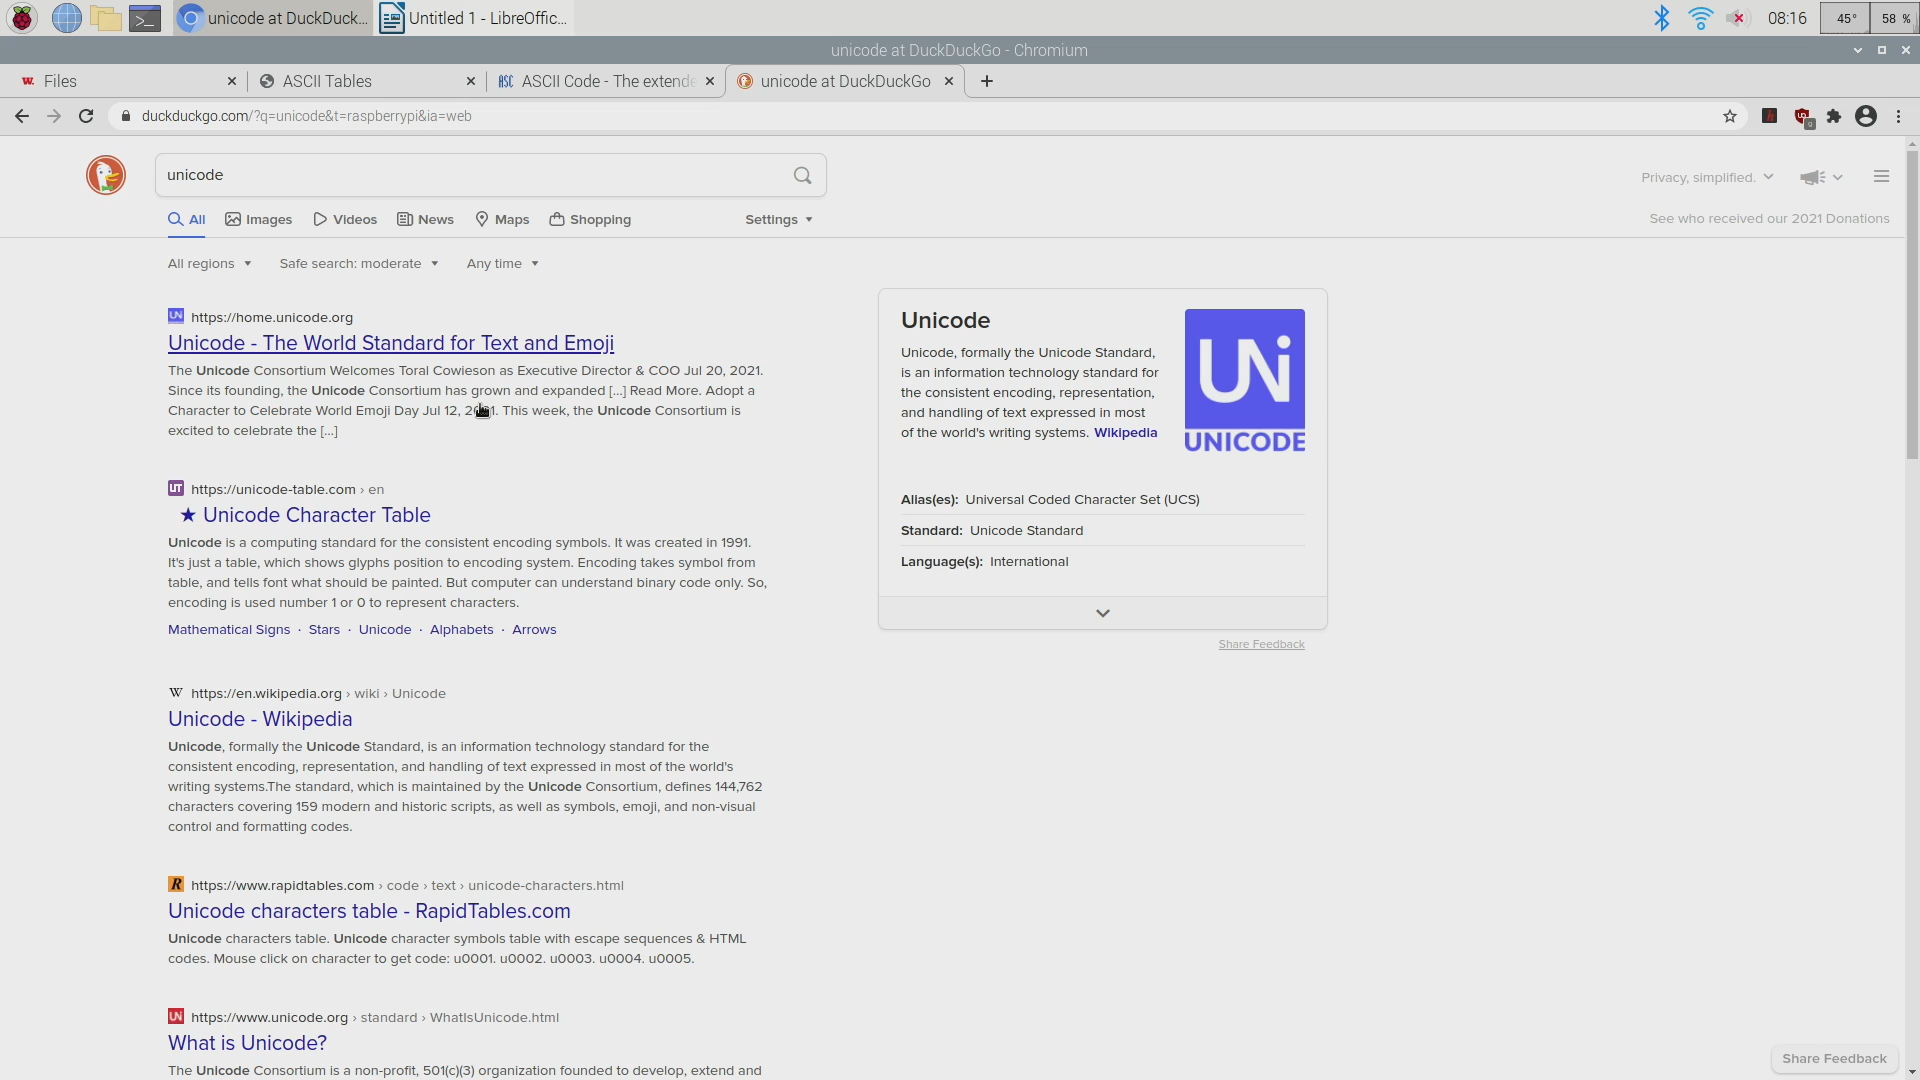 unicode at DuckDuck...
Untitled 1 - LibreOffic...
08:16
45°
58 %
unicode at DuckDuckGo - Chromium
Files
ASCII Tables
ASCII Code - The extende
unicode at DuckDuckGo
duckduckgo.com/?q=unicode&t=raspberrypi&ia=web
unicode
Privacy, simplified.
All
Images
Videos
News
Maps
Shopping
Settings
See who received our 2021 Donations
All regions
Safe search: moderate
Any time
https://home.unicode.org
Unicode - The World Standard for Text and Emoji
The Unicode Consortium Welcomes Toral Cowieson as Executive Director & COO Jul 20, 2021.
Since its founding, the Unicode Consortium has grown and expanded [...] Read More. Adopt a
Character to Celebrate World Emoji Day Jul 12, 2021. This week, the Unicode Consortium is
excited to celebrate the [...]
https://unicode-table.com › en
★ Unicode Character Table
Unicode is a computing standard for the consistent encoding symbols. It was created in 1991.
It's just a table, which shows glyphs position to encoding system. Encoding takes symbol from
table, and tells font what should be painted. But computer can understand binary code only. So,
encoding is used number 1 or 0 to represent characters.
Mathematical Signs · Stars · Unicode · Alphabets · Arrows
https://en.wikipedia.org › wiki › Unicode
Unicode - Wikipedia
Unicode, formally the Unicode Standard, is an information technology standard for the
consistent encoding, representation, and handling of text expressed in most of the world's
writing systems.The standard, which is maintained by the Unicode Consortium, defines 144,762
characters covering 159 modern and historic scripts, as well as symbols, emoji, and non-visual
control and formatting codes.
https://www.rapidtables.com › code › text › unicode-characters.html
Unicode characters table - RapidTables.com
Unicode characters table. Unicode character symbols table with escape sequences & HTML
codes. Mouse click on character to get code: u0001. u0002. u0003. u0004. u0005.
https://www.unicode.org › standard › WhatIsUnicode.html
What is Unicode?
The Unicode Consortium is a non-profit, 501(c)(3) organization founded to develop, extend and
Unicode
Unicode, formally the Unicode Standard,
is an information technology standard for
the consistent encoding, representation,
and handling of text expressed in most
of the world's writing systems. Wikipedia
UNi
UNICODE
Alias(es): Universal Coded Character Set (UCS)
Standard: Unicode Standard
Language(s): International
Share Feedback
Share Feedback